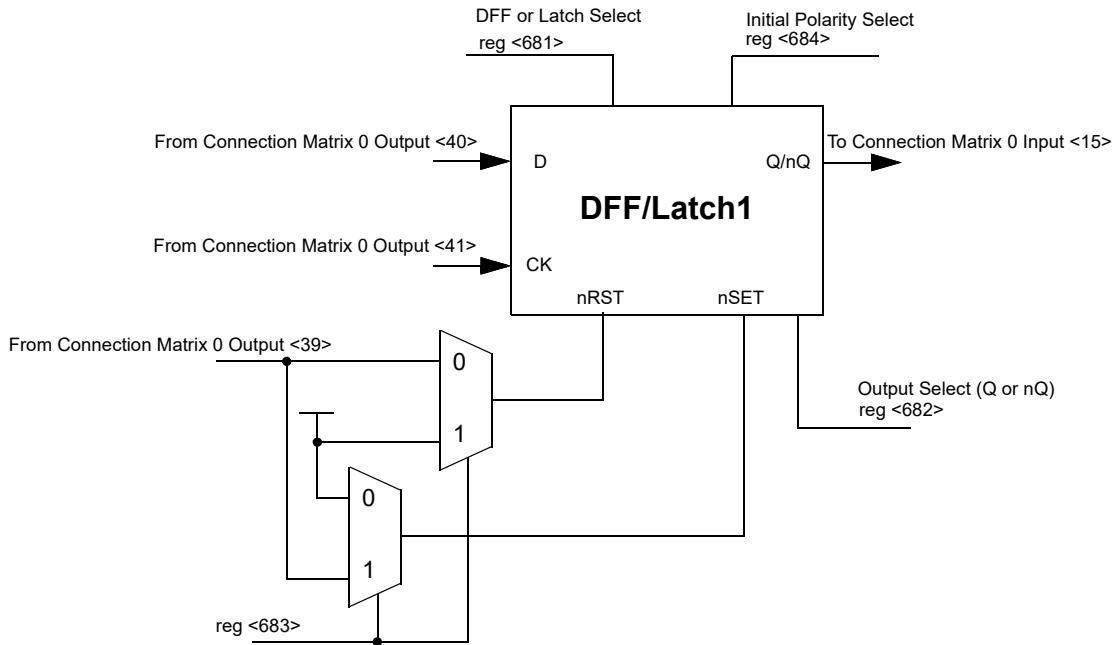 DFF or Latch Select
reg <681>
Initial Polarity Select
reg <684>
From Connection Matrix 0 Output <40>
D
Q/nQ
To Connection Matrix 0 Input <15>
DFF/Latch1
From Connection Matrix 0 Output <41>
CK
nRST
nSET
From Connection Matrix 0 Output <39>
0
1
Output Select (Q or nQ)
reg <682>
0
1
reg <683>